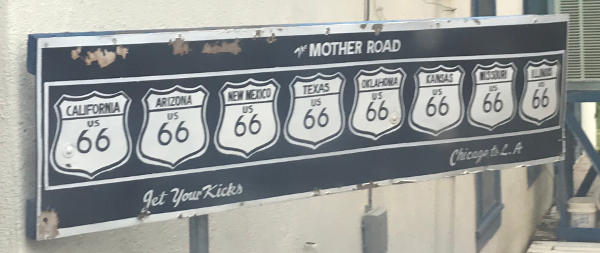 The MOTHER ROAD
CALIFORNIA US 66
ARIZONA US 66
NEW MEXICO US 66
TEXAS US 66
OKLAHOMA US 66
KANSAS US 66
MISSOURI US 66
ILLINOIS US 66
Get Your Kicks
Chicago to L.A